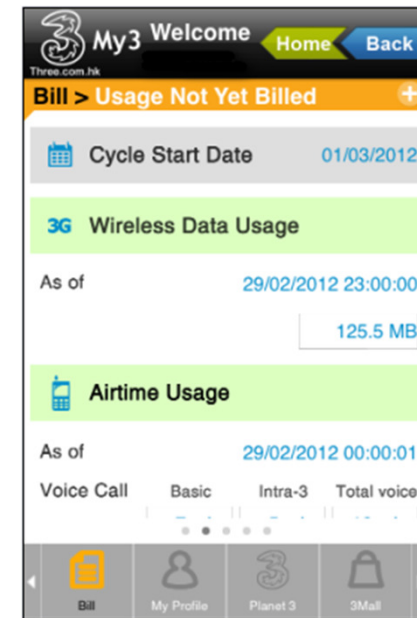 3 My3 Welcome Home Back
Three.com.hk
Bill > Usage Not Yet Billed +
Cycle Start Date 01/03/2012
3G Wireless Data Usage
As of 29/02/2012 23:00:00
125.5 MB
Airtime Usage
As of 29/02/2012 00:00:01
Voice Call Basic Intra-3 Total voice
Bill My Profile Planet 3 3Mall